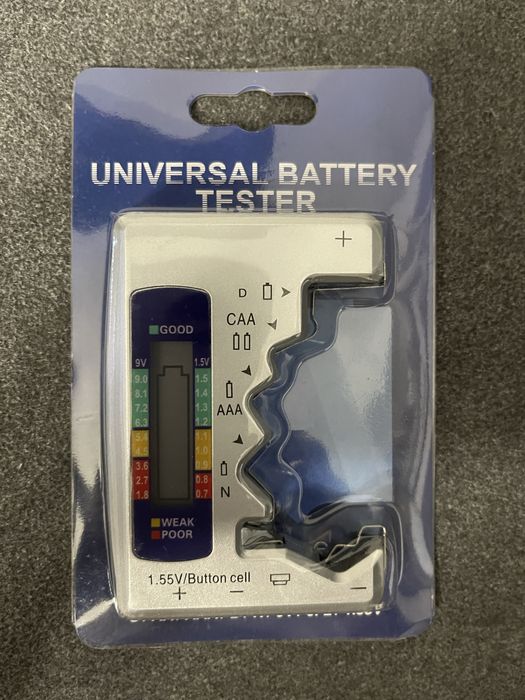 UNIVERSAL BATTERY
TESTER
+
D
CAA
AAA
N
GOOD
9V 1.5V
9.0 1.5
8.1 1.4
7.2 1.3
6.3 1.2
5.4 1.1
4.5 1.0
3.6 0.9
2.7 0.8
1.8 0.7
WEAK
POOR
1.55V/Button cell
+ − −